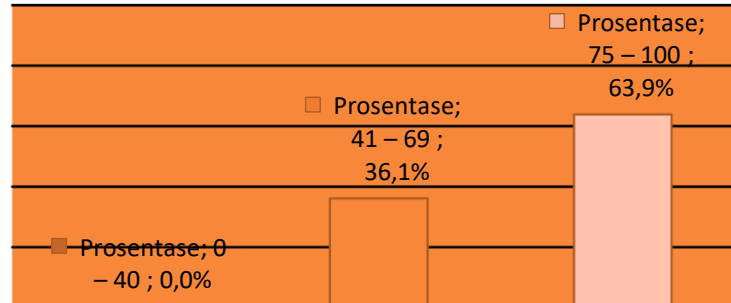 Prosentase; 0
– 40 ; 0,0%
Prosentase;
41 – 69 ;
36,1%
Prosentase;
75 – 100 ;
63,9%